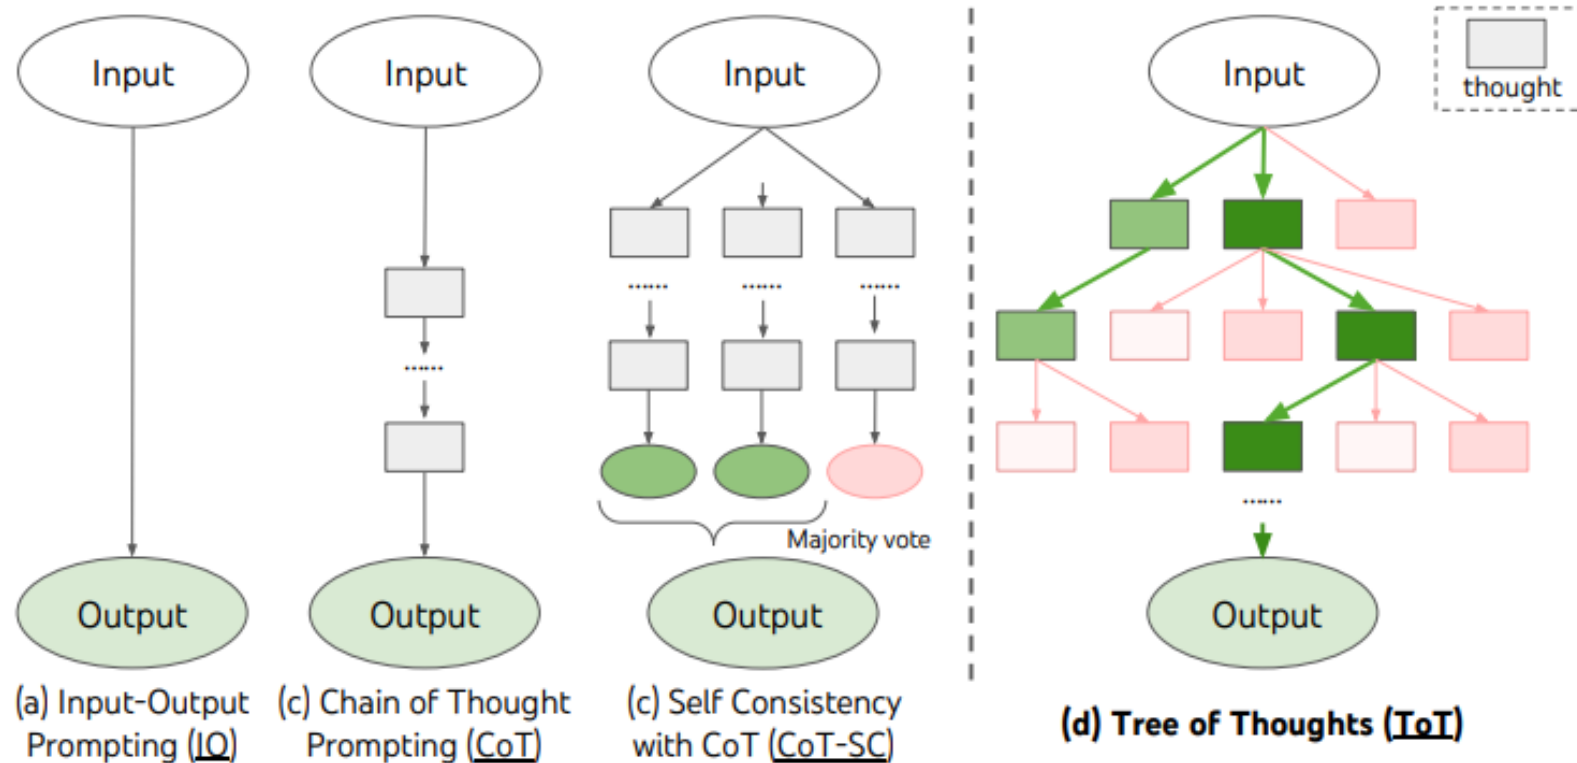 Input
Input
Input
Input
thought
......
......
......
......
......
Majority vote
Output
Output
Output
Output
(a) Input-Output
Prompting (IO)
(c) Chain of Thought
Prompting (CoT)
(c) Self Consistency
with CoT (CoT-SC)
(d) Tree of Thoughts (ToT)